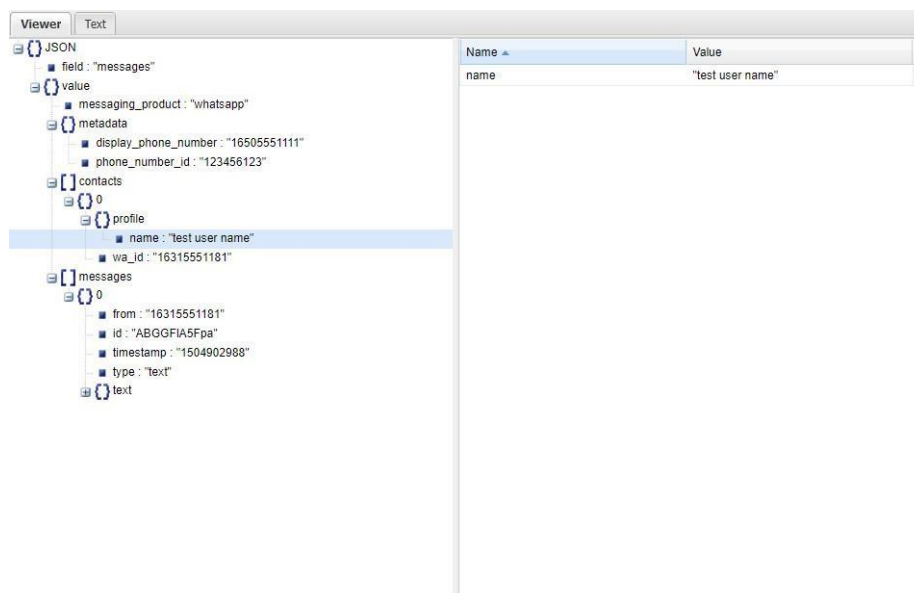 Viewer Text
JSON
field : "messages"
value
messaging_product : "whatsapp"
metadata
display_phone_number : "16505551111"
phone_number_id : "123456123"
[ ] contacts
{} 0
{} profile
name : "test user name"
wa_id : "16315551181"
[ ] messages
{} 0
from : "16315551181"
id : "ABGGFlA5Fpa"
timestamp : "1504902988"
type : "text"
{} text
Name Value
name "test user name"